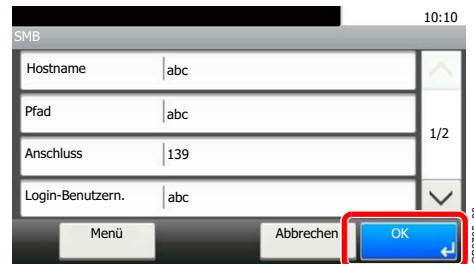 10:10
SMB
Hostname abc
Pfad abc
1/2
Anschluss 139
Login-Benutzern. abc
Menü Abbrechen OK